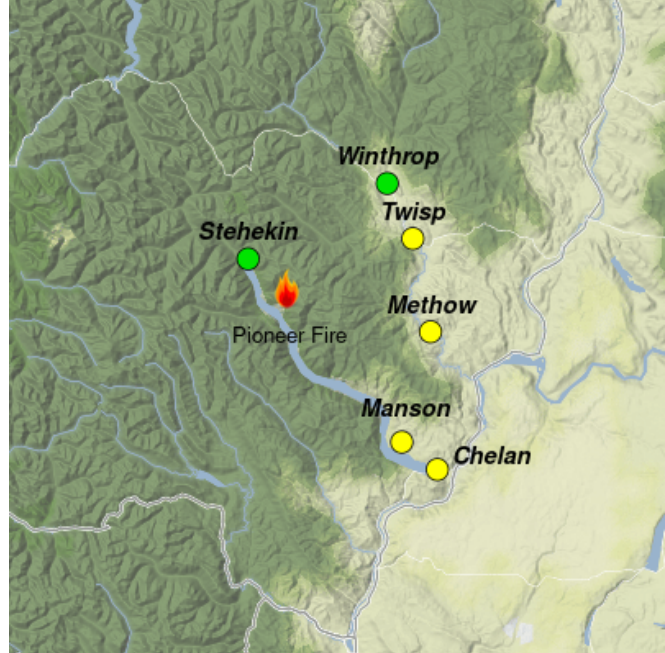 Winthrop
Twisp
Stehekin
Methow
Pioneer Fire
Manson
Chelan